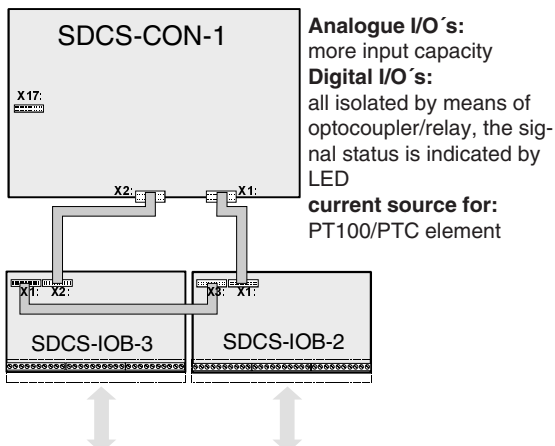 SDCS-CON-1
X17:
X2:
X1:
X1:
X2:
X3:
X1:
SDCS-IOB-3
SDCS-IOB-2
Analogue I/O´s:
more input capacity
Digital I/O´s:
all isolated by means of
optocoupler/relay, the sig-
nal status is indicated by
LED
current source for:
PT100/PTC element